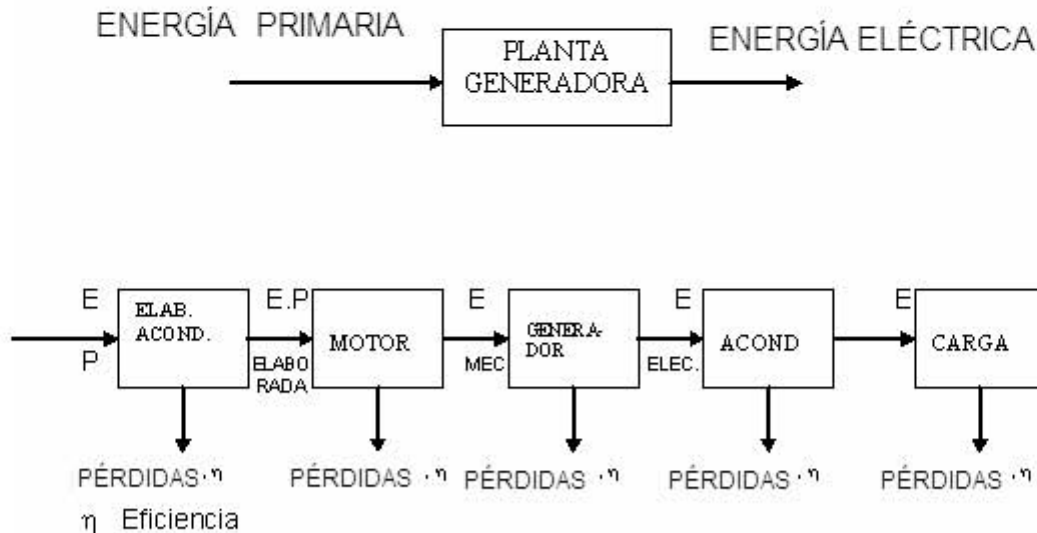 ENERGÍA PRIMARIA
PLANTA
GENERADORA
ENERGÍA ELÉCTRICA
E
P
ELAB.
ACOND.
E.P
ELABO
RADA
MOTOR
E
MEC
GENERA-
DOR
E
ELEC.
ACOND
E
CARGA
PÉRDIDAS·η
PÉRDIDAS ·η
PÉRDIDAS ·η
PÉRDIDAS ·η
PÉRDIDAS ·η
η Eficiencia